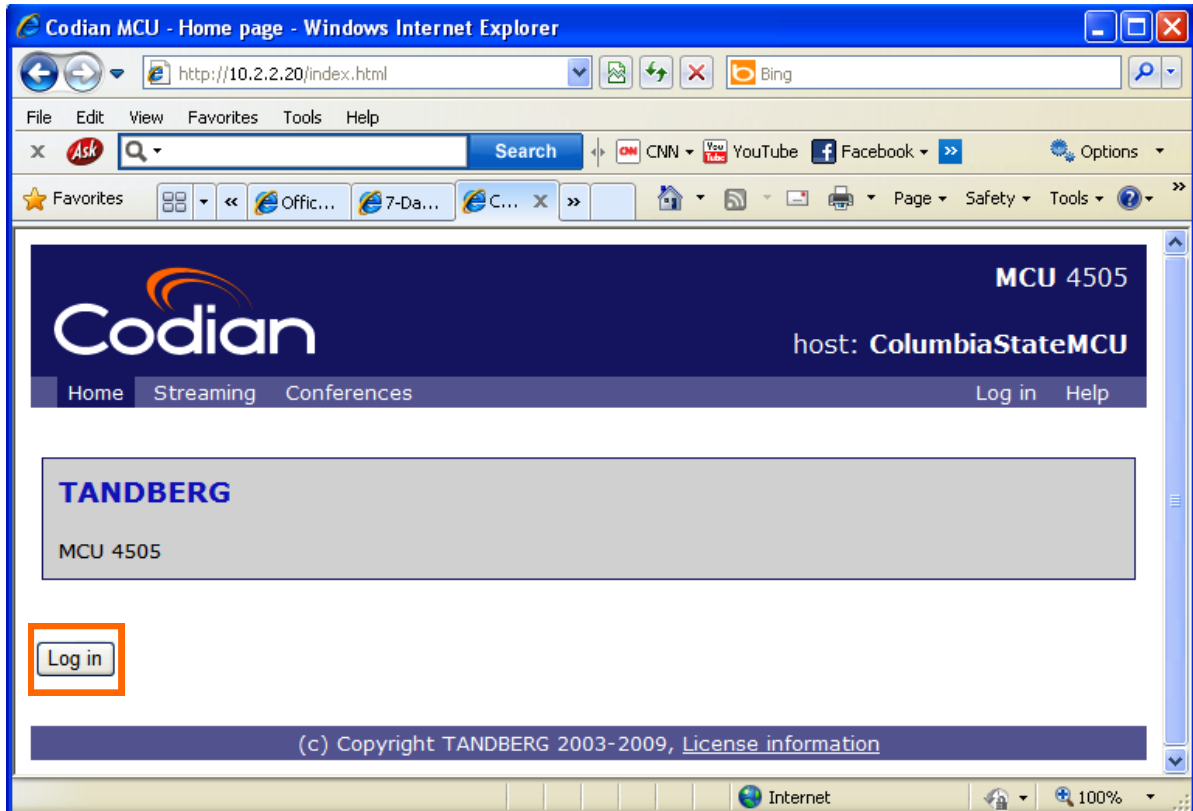 Codian MCU - Home page - Windows Internet Explorer
http://10.2.2.20/index.html
Bing
File Edit View Favorites Tools Help
x Ask Search CNN You Tube YouTube Facebook Options
Favorites Offic... 7-Da... C... X Page Safety Tools
Codian
MCU 4505
host: ColumbiaStateMCU
Home Streaming Conferences Log in Help
TANDBERG
MCU 4505
Log in
(c) Copyright TANDBERG 2003-2009, License information
Internet 100%